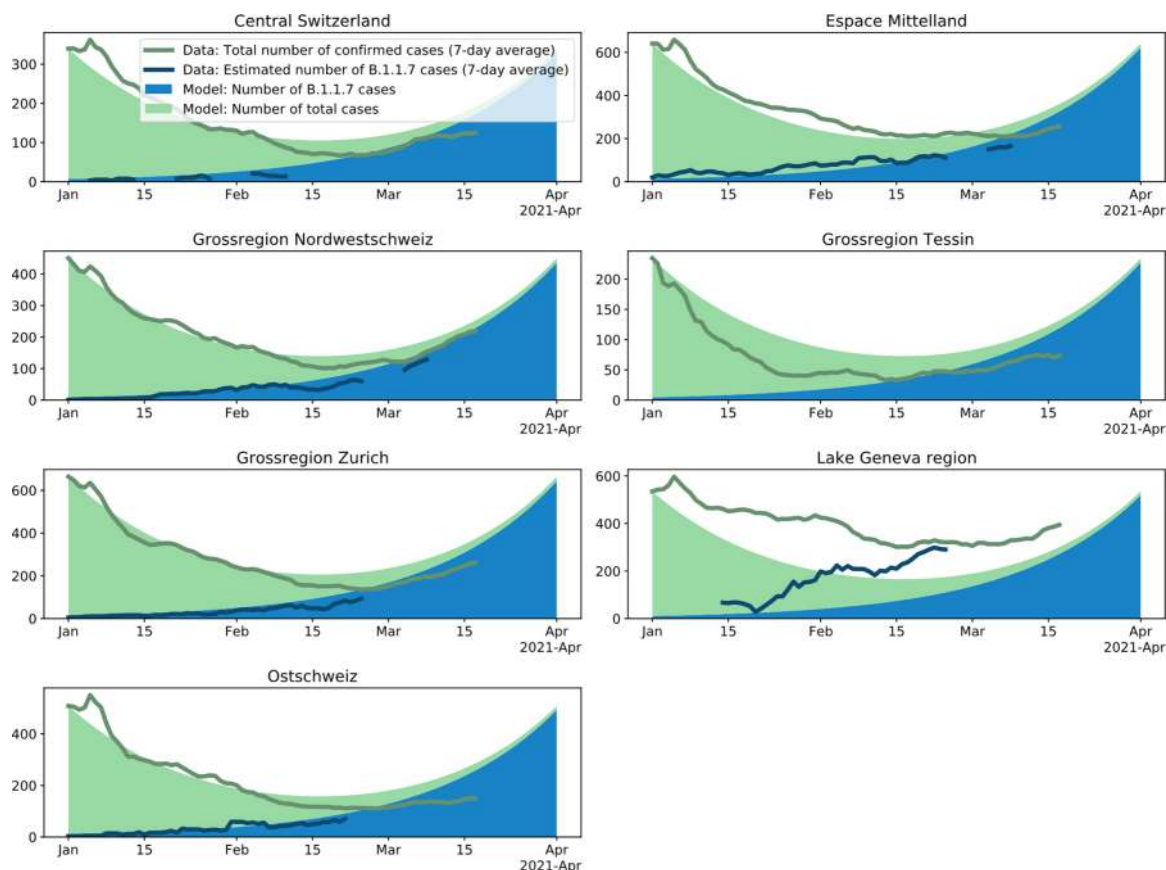 Central Switzerland
300
200
100
0
Data: Total number of confirmed cases (7-day average)
Data: Estimated number of B.1.1.7 cases (7-day average)
Model: Number of B.1.1.7 cases
Model: Number of total cases
Jan 15 Feb 15 Mar 15 Apr
2021-Apr
Espace Mittelland
600
400
200
0
Jan 15 Feb 15 Mar 15 Apr
2021-Apr
Grossregion Nordwestschweiz
400
300
200
100
0
Jan 15 Feb 15 Mar 15 Apr
2021-Apr
Grossregion Tessin
200
150
100
50
0
Jan 15 Feb 15 Mar 15 Apr
2021-Apr
Grossregion Zurich
600
400
200
0
Jan 15 Feb 15 Mar 15 Apr
2021-Apr
Lake Geneva region
600
400
200
0
Jan 15 Feb 15 Mar 15 Apr
2021-Apr
Ostschweiz
400
200
0
Jan 15 Feb 15 Mar 15 Apr
2021-Apr